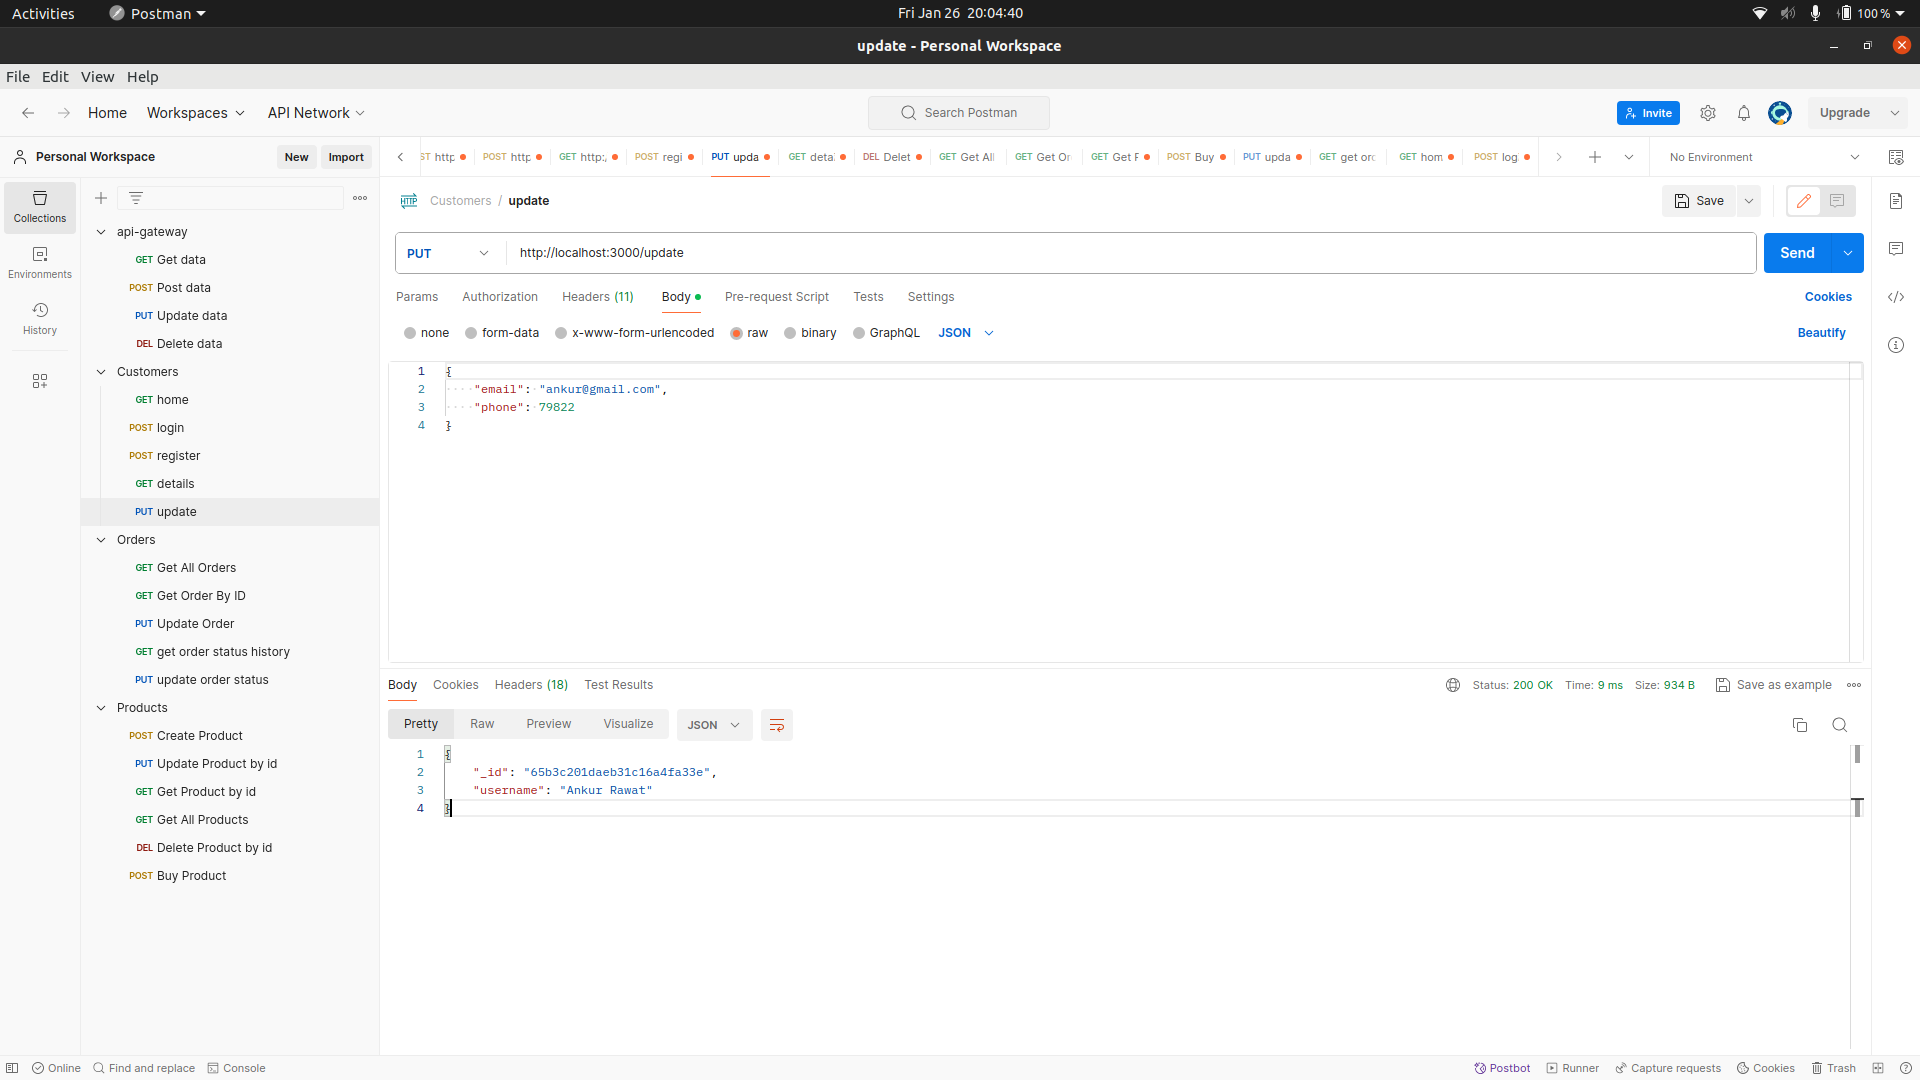 Activities Postman Fri Jan 26 20:04:40 100 %
update - Personal Workspace
File Edit View Help
Home Workspaces API Network Search Postman Invite Upgrade
Personal Workspace New Import
ST http POST http GET http:/ POST regi PUT upda GET deta DEL Delet GET Get All GET Get Or GET Get P POST Buy PUT upda GET get ord GET hom POST log No Environment
Collections
Environments
History
api-gateway
GET Get data
POST Post data
PUT Update data
DEL Delete data
Customers
GET home
POST login
POST register
GET details
PUT update
Orders
GET Get All Orders
GET Get Order By ID
PUT Update Order
GET get order status history
PUT update order status
Products
POST Create Product
PUT Update Product by id
GET Get Product by id
GET Get All Products
DEL Delete Product by id
POST Buy Product
HTTP Customers / update Save
PUT http://localhost:3000/update Send
Params Authorization Headers (11) Body Pre-request Script Tests Settings Cookies
none form-data x-www-form-urlencoded raw binary GraphQL JSON Beautify
1 {
2 "email": "ankur@gmail.com",
3 "phone": 79822
4 }
Body Cookies Headers (18) Test Results Status: 200 OK Time: 9 ms Size: 934 B Save as example
Pretty Raw Preview Visualize JSON
1 {
2 "_id": "65b3c201daeb31c16a4fa33e",
3 "username": "Ankur Rawat"
4 }
Online Find and replace Console Postbot Runner Capture requests Cookies Trash